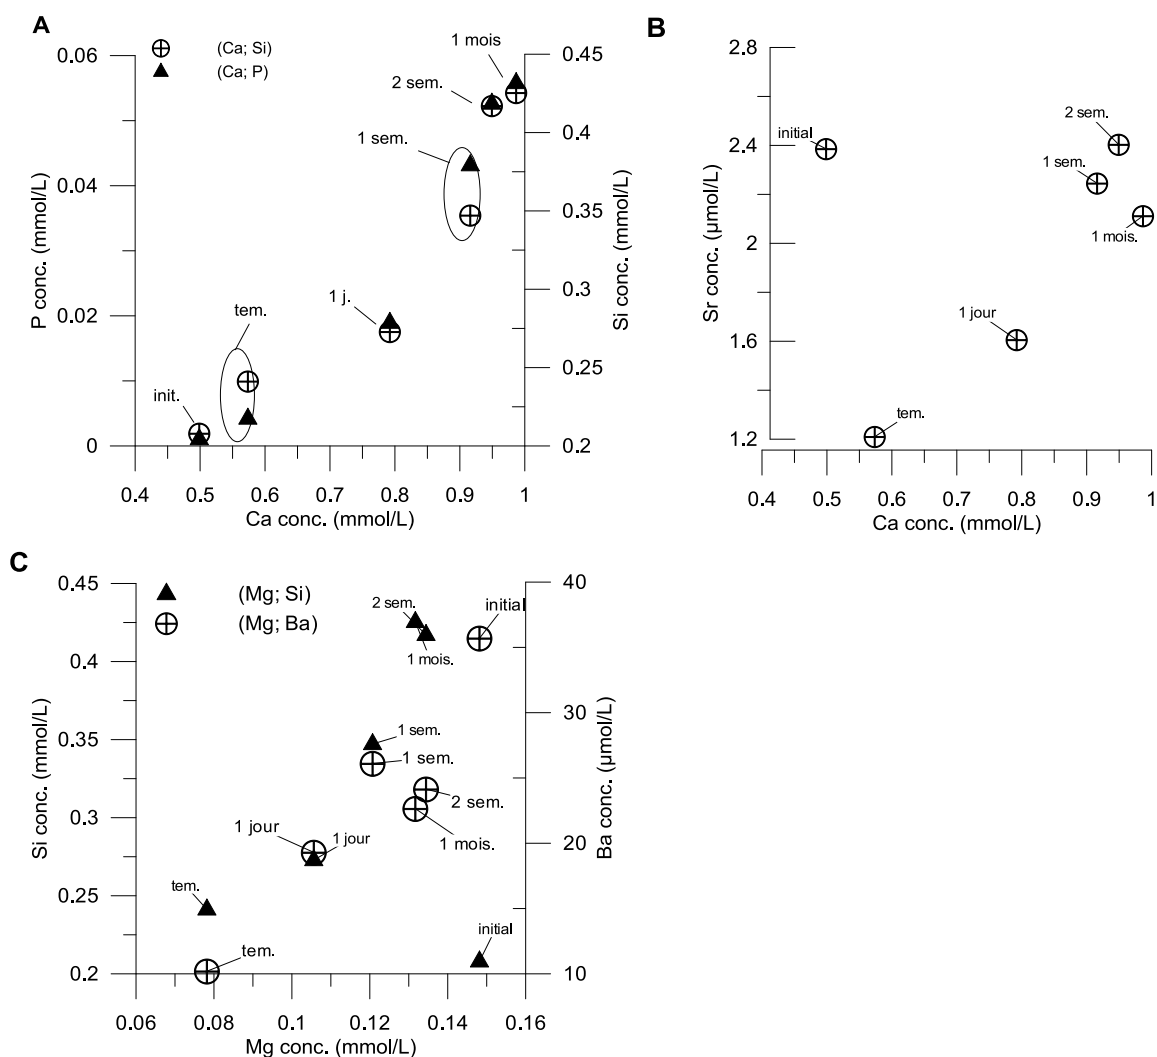 A
(Ca; Si)
(Ca; P)
0.06
0.04
0.02
0
P conc. (mmol/L)
0.45
0.4
0.35
0.3
0.25
0.2
Si conc. (mmol/L)
1 mois
2 sem.
1 sem.
1 j.
tem.
init.
0.4 0.5 0.6 0.7 0.8 0.9 1
Ca conc. (mmol/L)
B
2.8
2.4
2
1.6
1.2
Sr conc. (µmol/L)
initial
2 sem.
1 sem.
1 mois.
1 jour
tem.
0.4 0.5 0.6 0.7 0.8 0.9 1
Ca conc. (mmol/L)
C
(Mg; Si)
(Mg; Ba)
0.45
0.4
0.35
0.3
0.25
0.2
Si conc. (mmol/L)
40
30
20
10
Ba conc. (µmol/L)
2 sem.
initial
1 mois.
1 sem.
1 sem.
2 sem.
1 mois.
1 jour
1 jour
tem.
tem.
initial
0.06 0.08 0.1 0.12 0.14 0.16
Mg conc. (mmol/L)